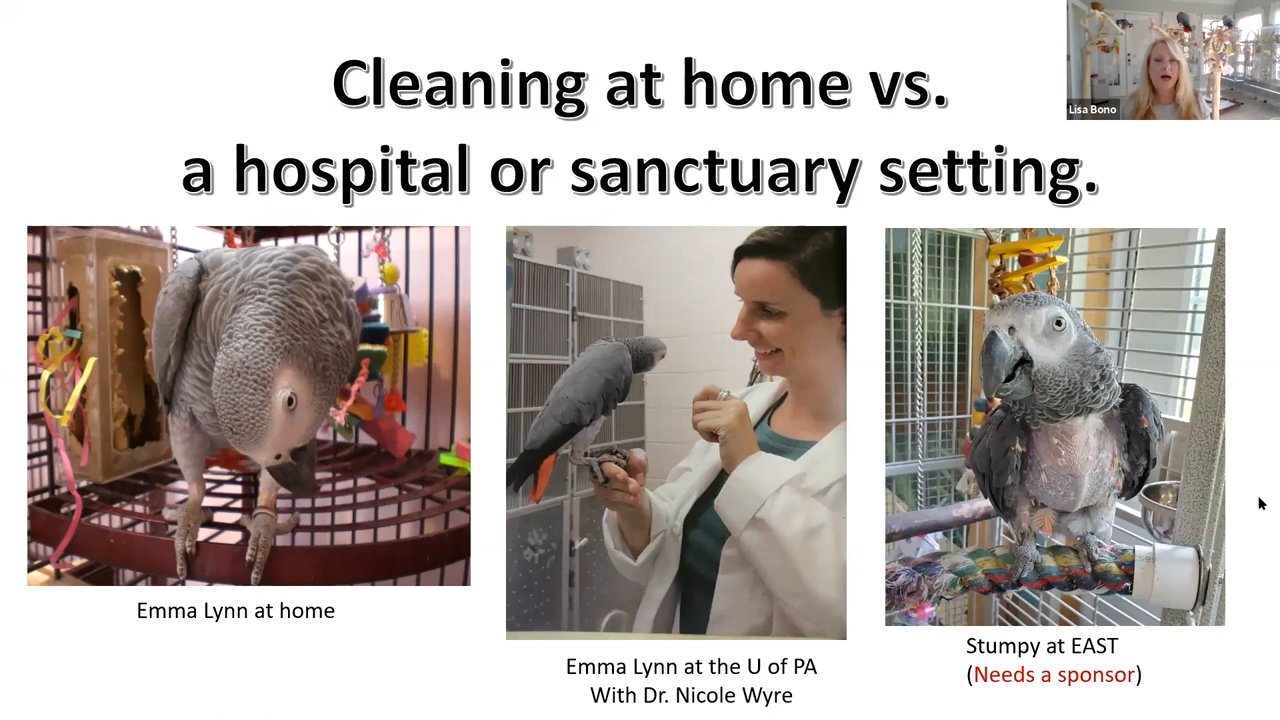 Cleaning at home vs.
a hospital or sanctuary setting.
Lisa Bono
Emma Lynn at home
Emma Lynn at the U of PA
With Dr. Nicole Wyre
Stumpy at EAST
(Needs a sponsor)